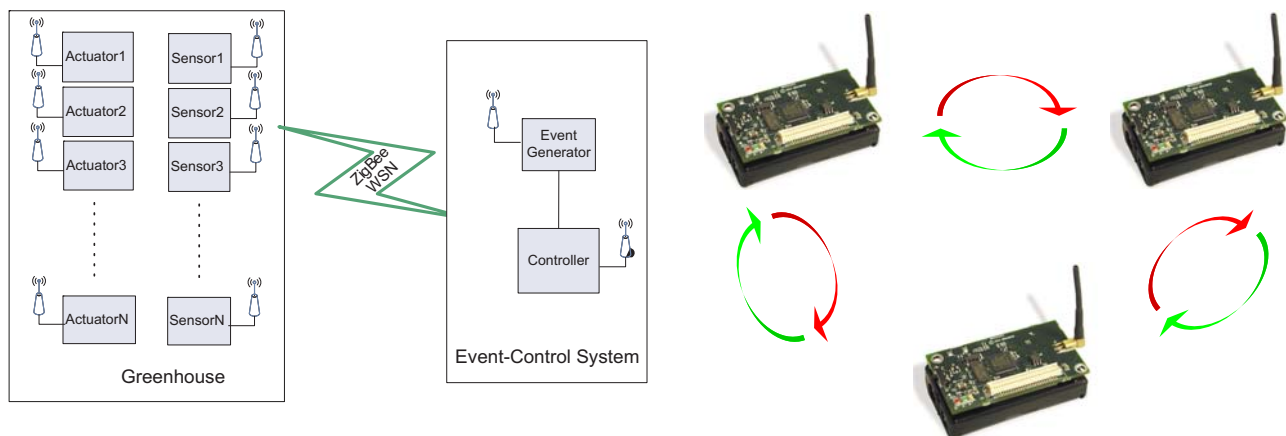 Actuator1
Sensor1
Actuator2
Sensor2
Actuator3
Sensor3
ActuatorN
SensorN
Greenhouse
ZigBee
WSN
Event
Generator
Controller
Event-Control System